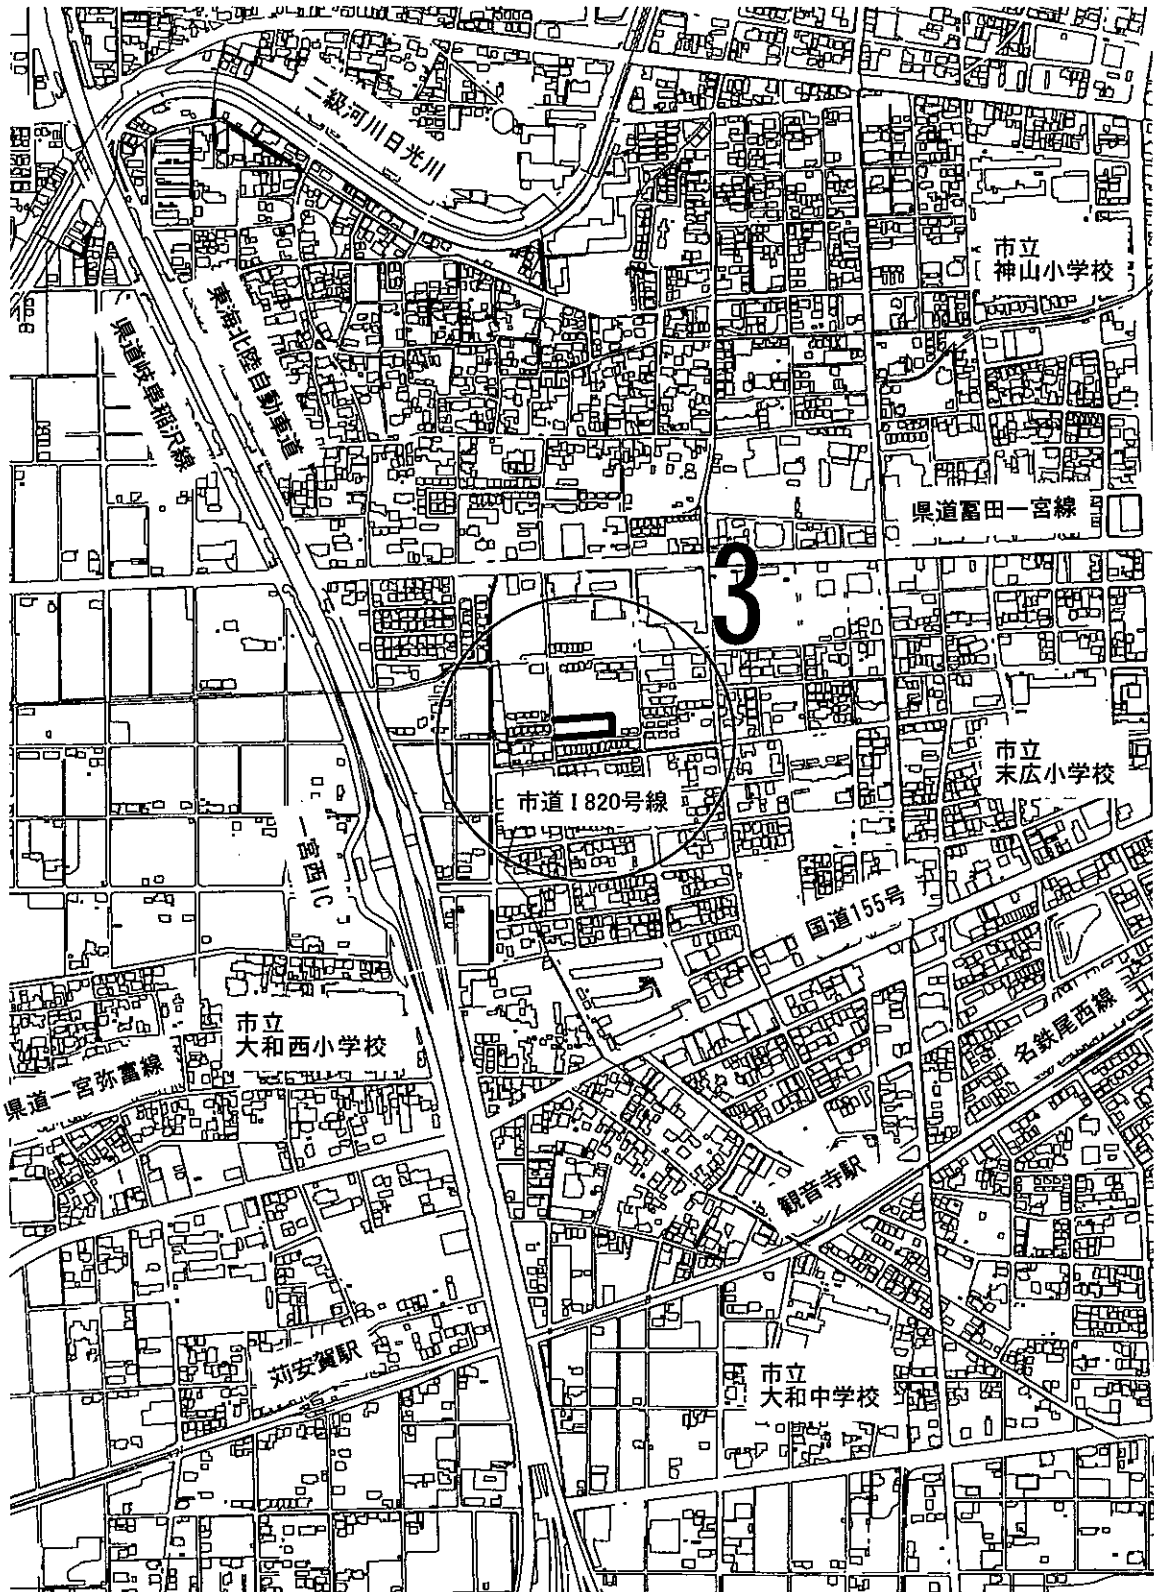 二級河川日光川
市立
神山小学校
東海北陸自動車道
県道岐阜稲沢線
県道冨田一宮線
3
市立
末広小学校
市道I820号線
一宮西IC
国道155号
市立
大和西小学校
名鉄尾西線
県道一宮弥富線
観音寺駅
苅安賀駅
市立
大和中学校